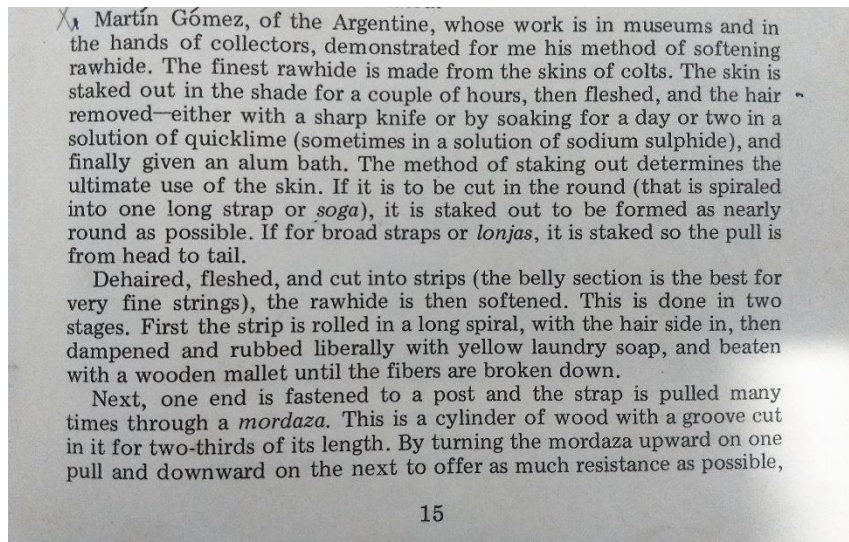 Martín Gómez, of the Argentine, whose work is in museums and in
the hands of collectors, demonstrated for me his method of softening
rawhide. The finest rawhide is made from the skins of colts. The skin is
staked out in the shade for a couple of hours, then fleshed, and the hair
removed—either with a sharp knife or by soaking for a day or two in a
solution of quicklime (sometimes in a solution of sodium sulphide), and
finally given an alum bath. The method of staking out determines the
ultimate use of the skin. If it is to be cut in the round (that is spiraled
into one long strap or soga), it is staked out to be formed as nearly
round as possible. If for broad straps or lonjas, it is staked so the pull is
from head to tail.
Dehaired, fleshed, and cut into strips (the belly section is the best for
very fine strings), the rawhide is then softened. This is done in two
stages. First the strip is rolled in a long spiral, with the hair side in, then
dampened and rubbed liberally with yellow laundry soap, and beaten
with a wooden mallet until the fibers are broken down.
Next, one end is fastened to a post and the strap is pulled many
times through a mordaza. This is a cylinder of wood with a groove cut
in it for two-thirds of its length. By turning the mordaza upward on one
pull and downward on the next to offer as much resistance as possible,
15